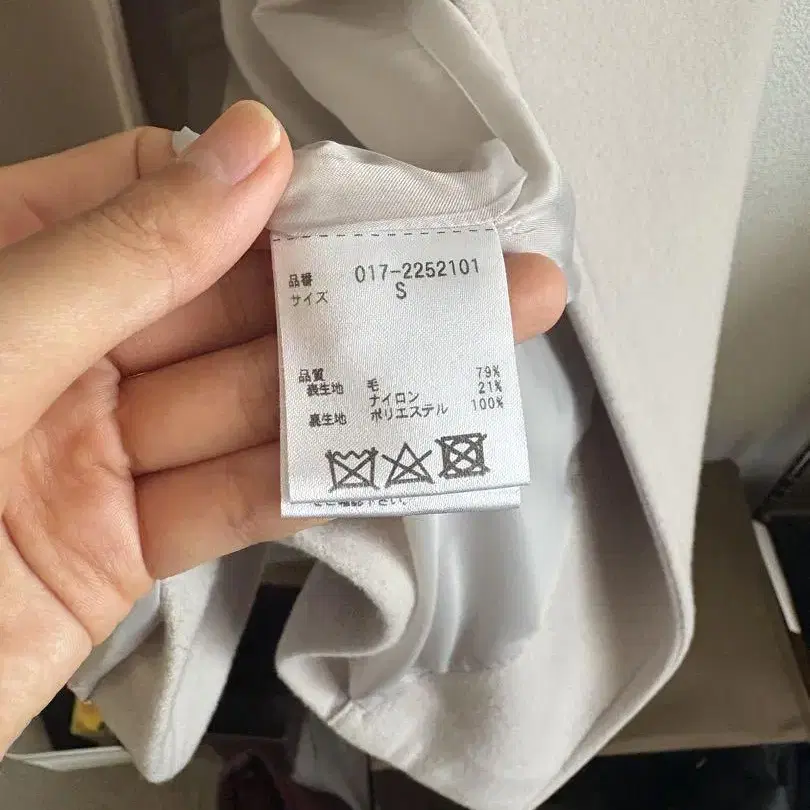 品番 017-2252101
サイズ S
品質
表生地 毛 79%
ナイロン 21%
裏生地 ポリエステル 100%